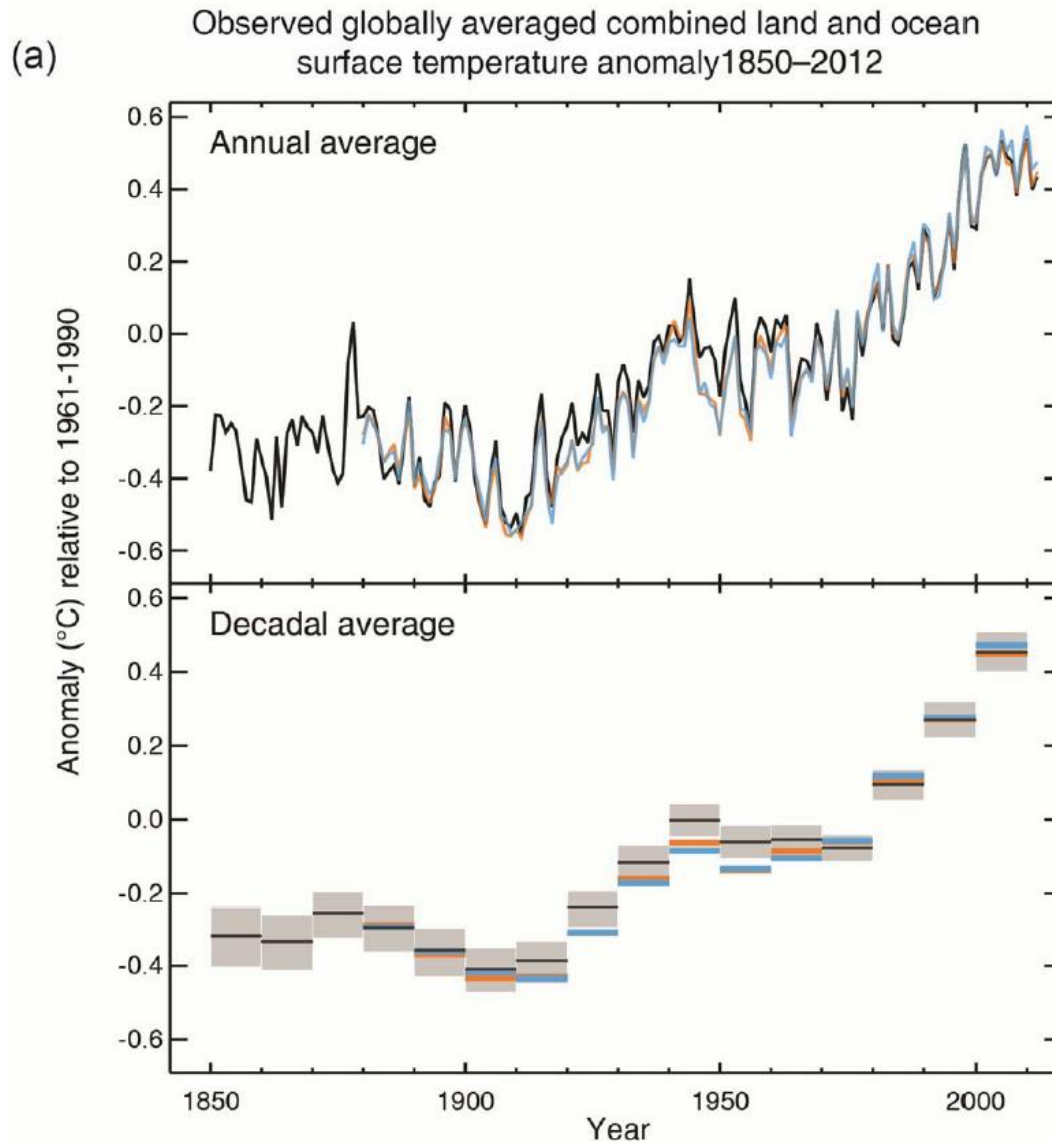 Observed globally averaged combined land and ocean
(a)
surface temperature anomaly1850–2012
0.6
Annual average
0.4
0.2
0.0
-0.2
-0.4
-0.6
Anomaly (°C) relative to 1961-1990
0.6
Decadal average
0.4
0.2
0.0
-0.2
-0.4
-0.6
1850 1900 1950 2000
Year